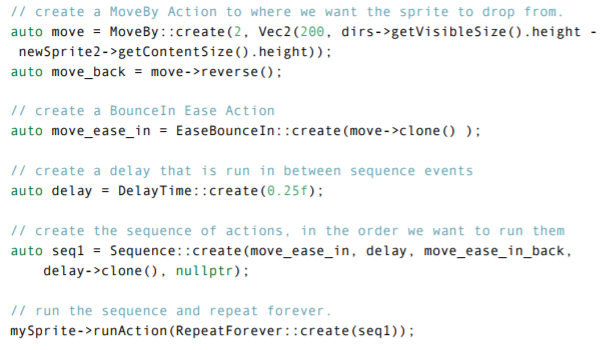 // create a MoveBy Action to where we want the sprite to drop from.
auto move = MoveBy::create(2, Vec2(200, dirs->getVisibleSize().height -
newSprite2->getContentSize().height));
auto move_back = move->reverse();
// create a BounceIn Ease Action
auto move_ease_in = EaseBounceIn::create(move->clone() );
// create a delay that is run in between sequence events
auto delay = DelayTime::create(0.25f);
// create the sequence of actions, in the order we want to run them
auto seq1 = Sequence::create(move_ease_in, delay, move_ease_in_back,
delay->clone(), nullptr);
// run the sequence and repeat forever.
mySprite->runAction(RepeatForever::create(seq1));